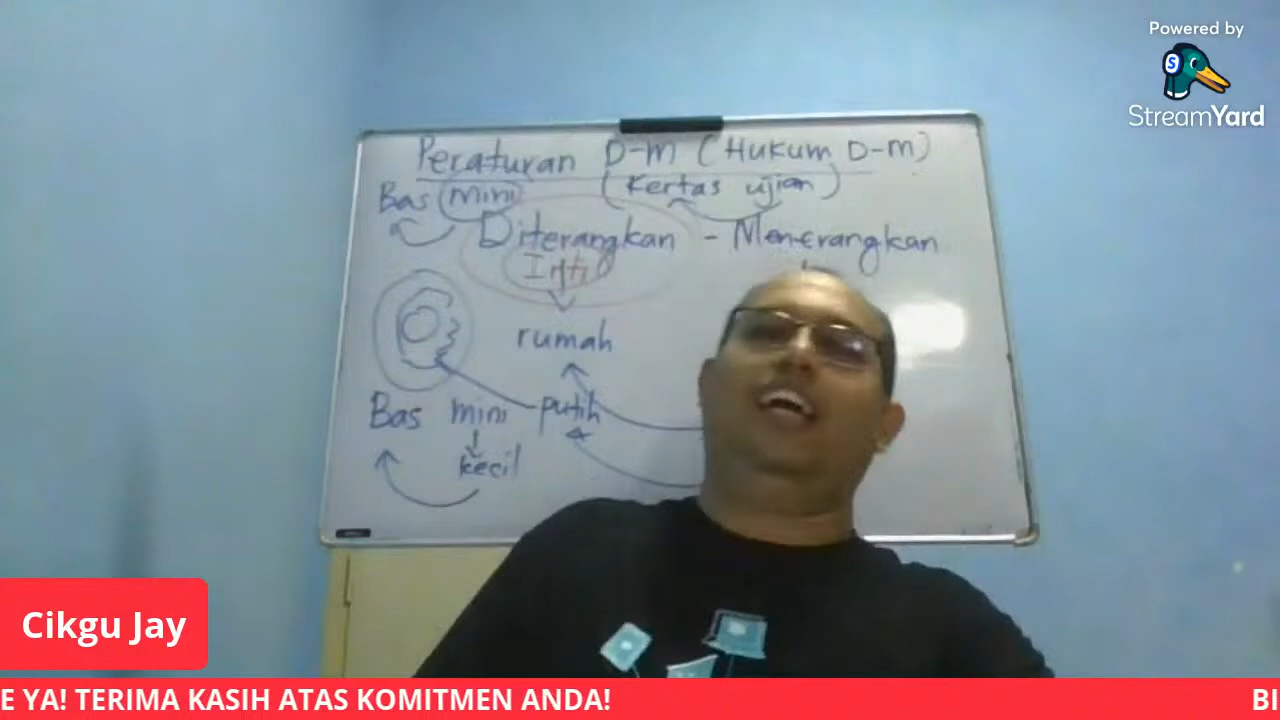 Powered by
StreamYard
Peraturan D-M (Hukum D-M)
Bas mini (Kertas ujian)
Diterangkan - Menerangkan
Inti
rumah
Bas mini putih
kecil
Cikgu Jay
E YA! TERIMA KASIH ATAS KOMITMEN ANDA! BI